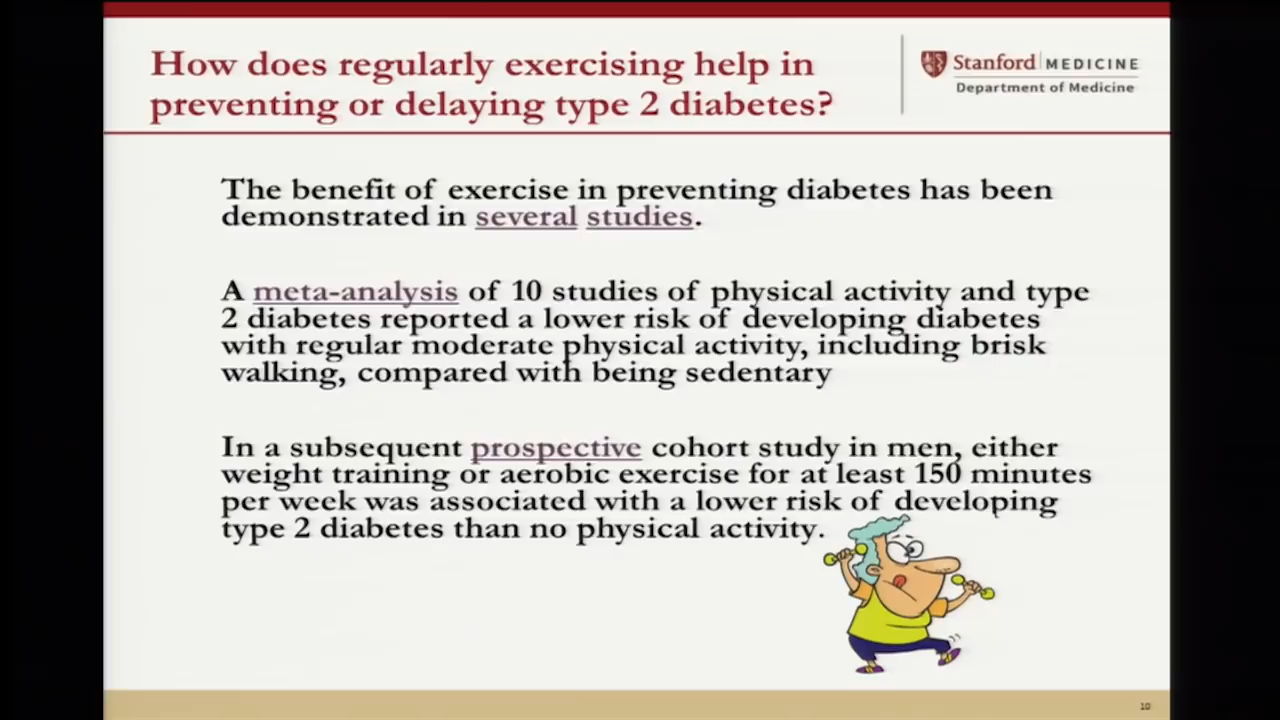 How does regularly exercising help in
preventing or delaying type 2 diabetes?
Stanford MEDICINE
Department of Medicine
The benefit of exercise in preventing diabetes has been
demonstrated in several studies.
A meta-analysis of 10 studies of physical activity and type
2 diabetes reported a lower risk of developing diabetes
with regular moderate physical activity, including brisk
walking, compared with being sedentary
In a subsequent prospective cohort study in men, either
weight training or aerobic exercise for at least 150 minutes
per week was associated with a lower risk of developing
type 2 diabetes than no physical activity.
10